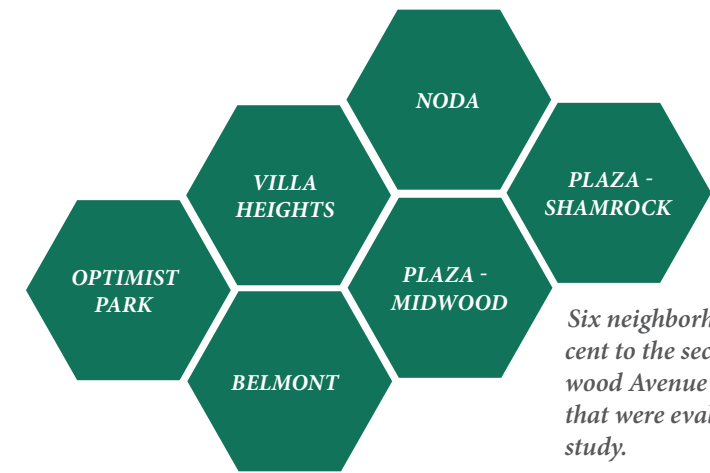 NODA
VILLA
HEIGHTS
PLAZA -
SHAMROCK
OPTIMIST
PARK
PLAZA -
MIDWOOD
BELMONT
Six
cent to the
wood Avenue
that were
study.